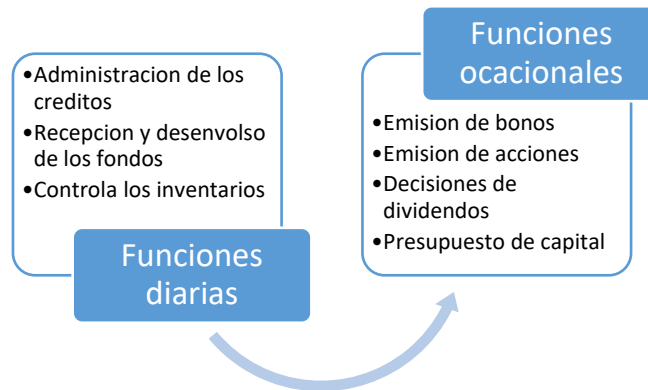 •Administracion de los
creditos
•Recepcion y desenvolso
de los fondos
•Controla los inventarios
Funciones
diarias
Funciones
ocacionales
•Emision de bonos
•Emision de acciones
•Decisiones de
dividendos
•Presupuesto de capital